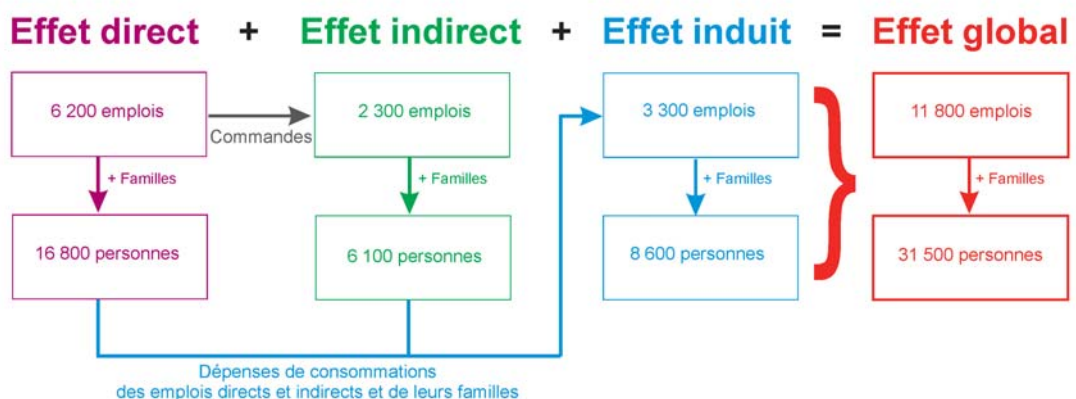 Effet direct + Effet indirect + Effet induit = Effet global
6 200 emplois
Commandes
2 300 emplois
3 300 emplois
11 800 emplois
+ Familles
+ Familles
+ Familles
+ Familles
16 800 personnes
6 100 personnes
8 600 personnes
}
31 500 personnes
Dépenses de consommations
des emplois directs et indirects et de leurs familles